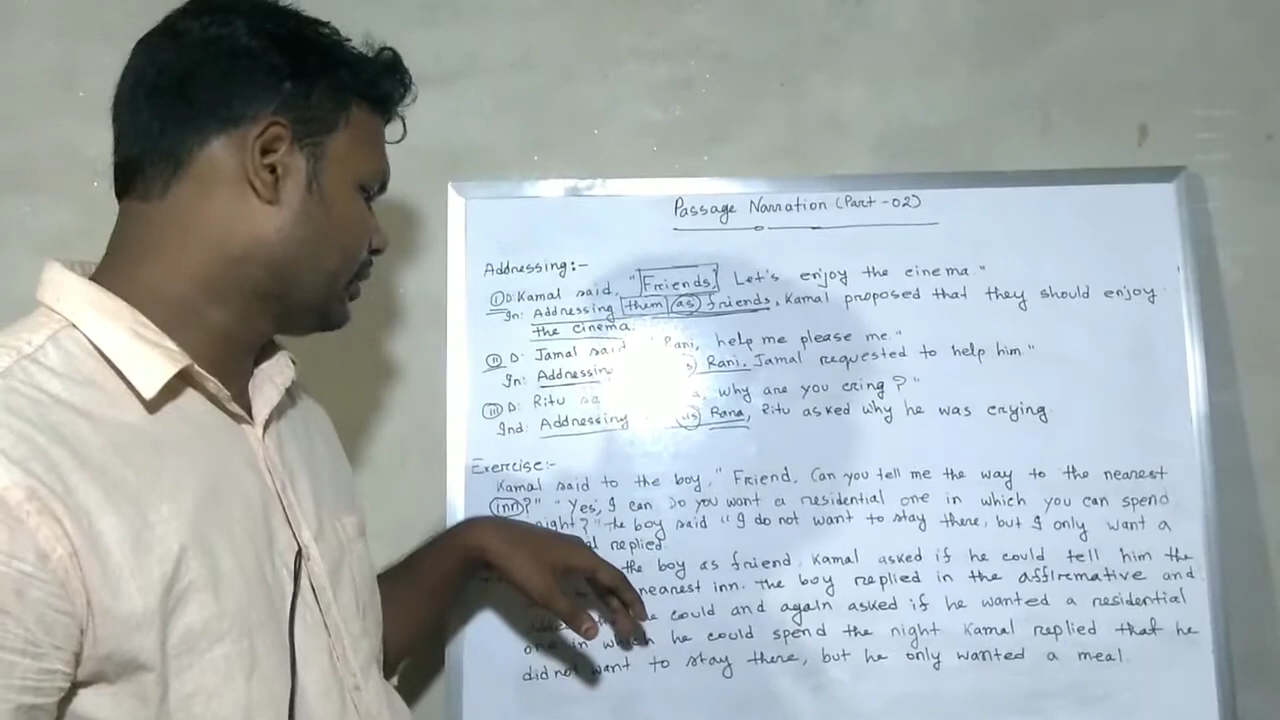 Passage Narration (Part-02)
Addressing:-
(i) D: Kamal said, "Friends, Let's enjoy the cinema"
In: Addressing them as friends, Kamal proposed that they should enjoy
the cinema.
(ii) D: Jamal Rani, help me please me."
In: Rani, Jamal requested to help him"
(iii) D: Ritu why are you cring?"
Ind: Addressing as Rana, Ritu asked why he was crying.
Exercise:-
Kamal said to the boy, "Friend, Can you tell me the way to the nearest
inn?" "Yes, I can Do you want a residential one in which you can spend
night?" the boy said "I do not want to stay there, but I only want a
replied.
the boy as friend Kamal asked if he could tell him the
nearest inn. The boy replied in the affirmative and
could and again asked if he wanted a residential
one in which he could spend the night Kamal replied that he
did not want to stay there, but he only wanted a meal.